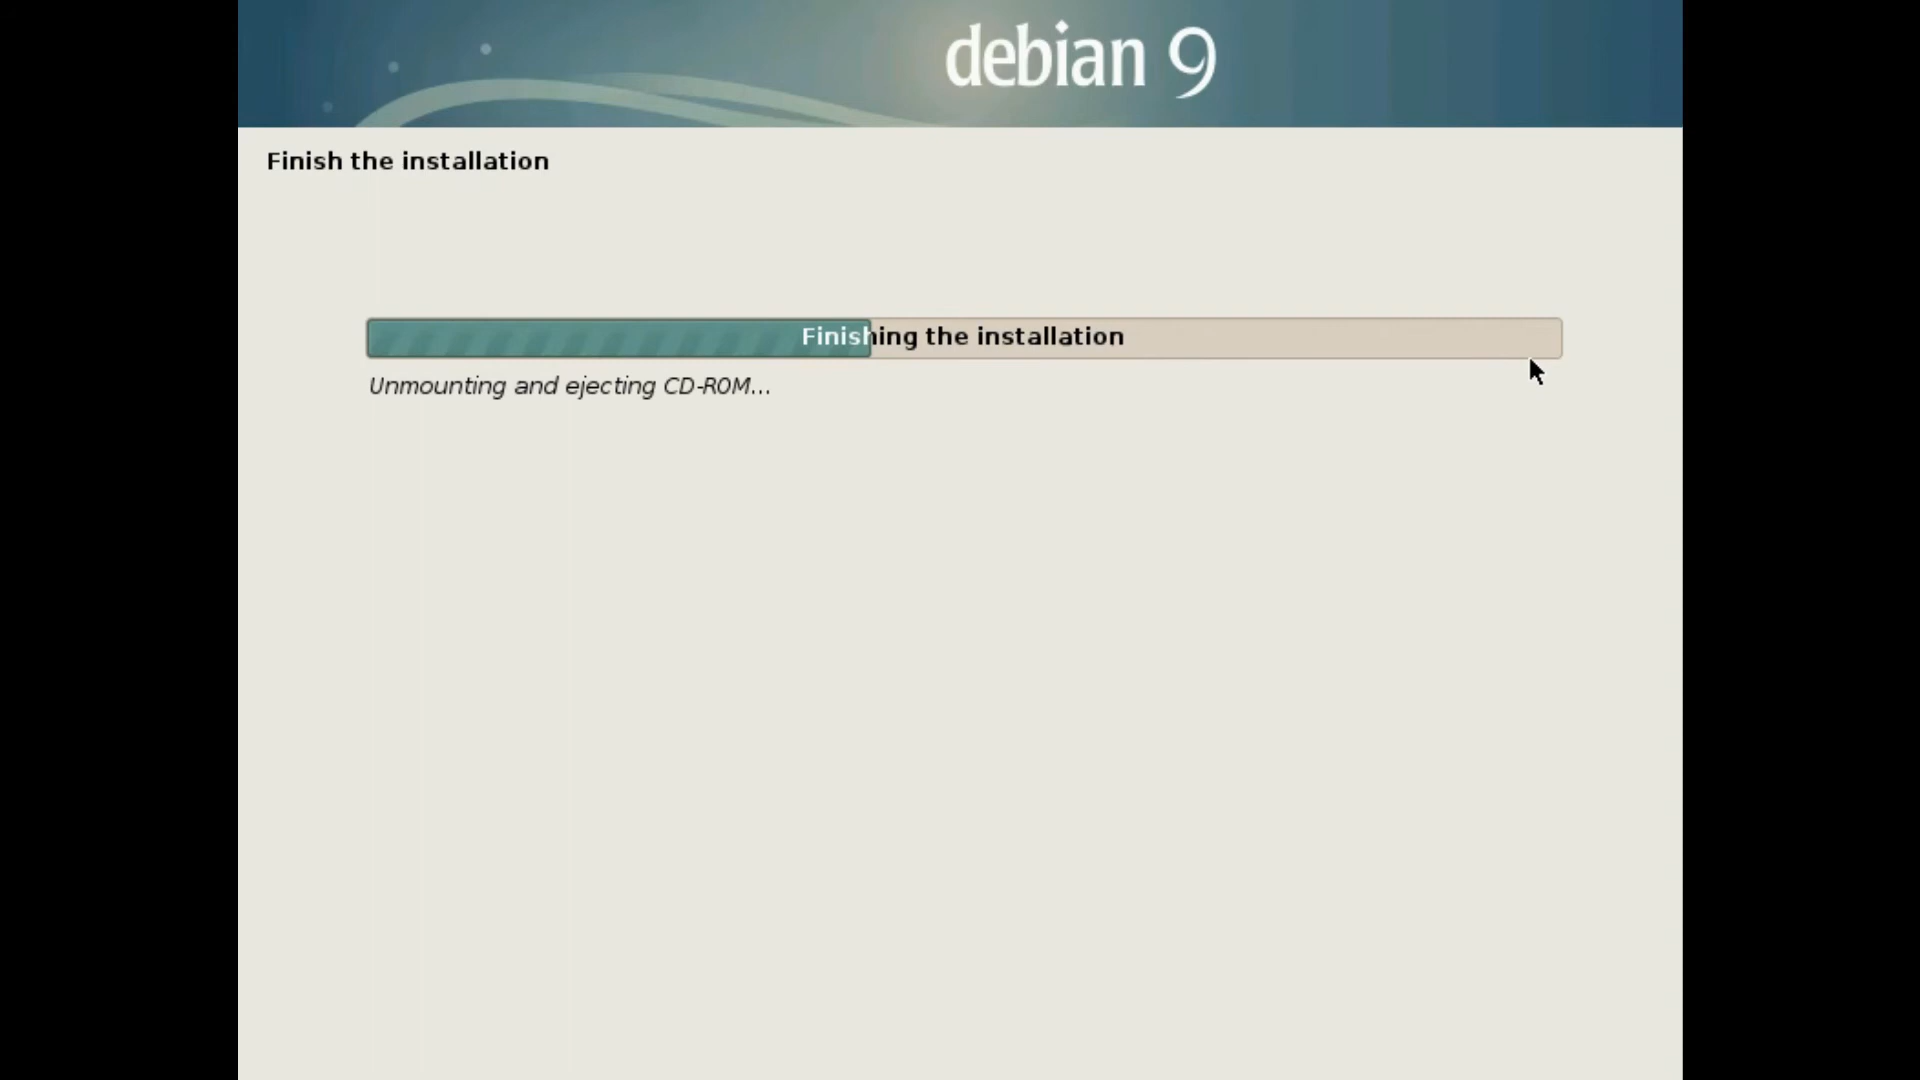 debian 9
Finish the installation
Finishing the installation
Unmounting and ejecting CD-ROM...